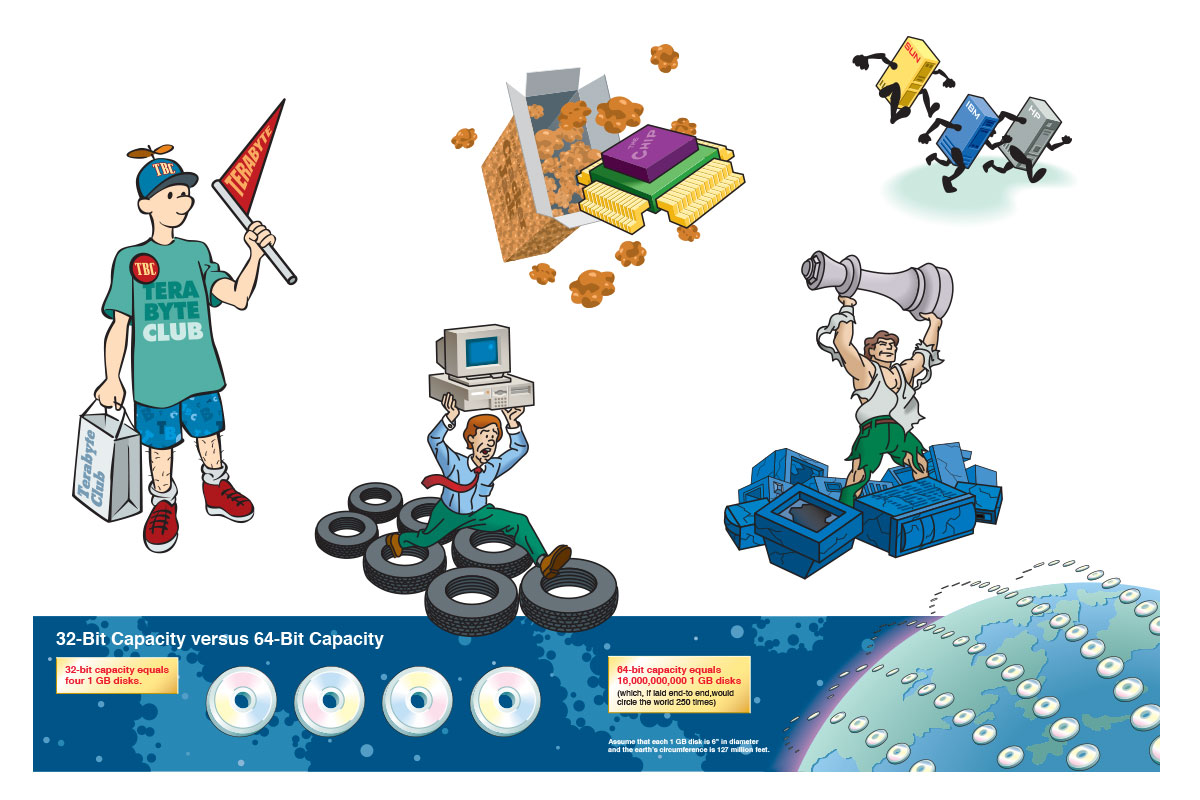 TBC
TERABYTE
TBC
TERA
BYTE
CLUB
Terabyte
Club
THE
CHIP
SUN
IBM
HP
32-Bit Capacity versus 64-Bit Capacity
32-bit capacity equals
four 1 GB disks.
64-bit capacity equals
16,000,000,000 1 GB disks
(which, if laid end-to end,would
circle the world 250 times)
Assume that each 1 GB disk is 6" in diameter
and the earth's circumference is 127 million feet.